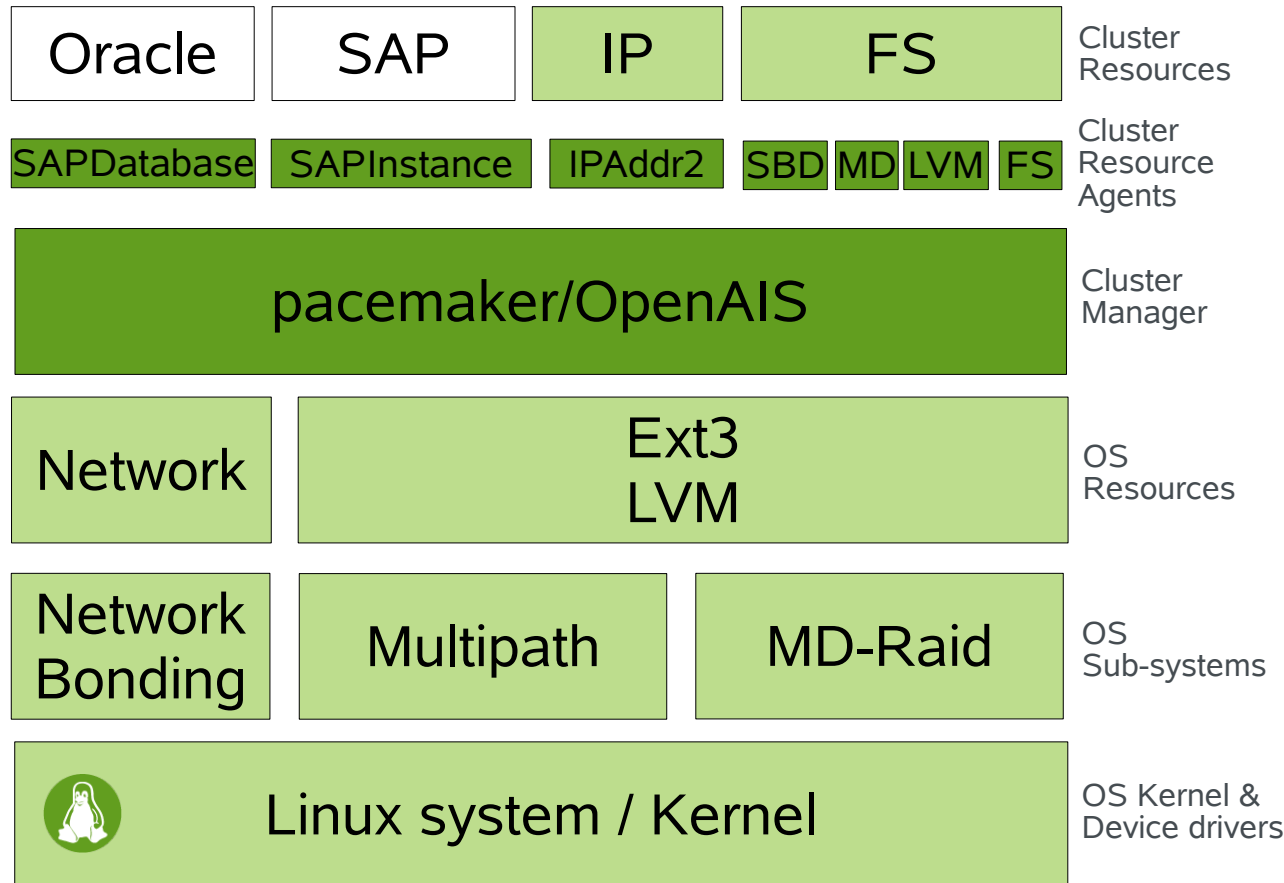 Oracle
SAP
IP
FS
Cluster
Resources
SAPDatabase
SAPInstance
IPAddr2
SBD
MD
LVM
FS
Cluster
Resource
Agents
pacemaker/OpenAIS
Cluster
Manager
Network
Ext3
LVM
OS
Resources
Network
Bonding
Multipath
MD-Raid
OS
Sub-systems
Linux system / Kernel
OS Kernel &
Device drivers